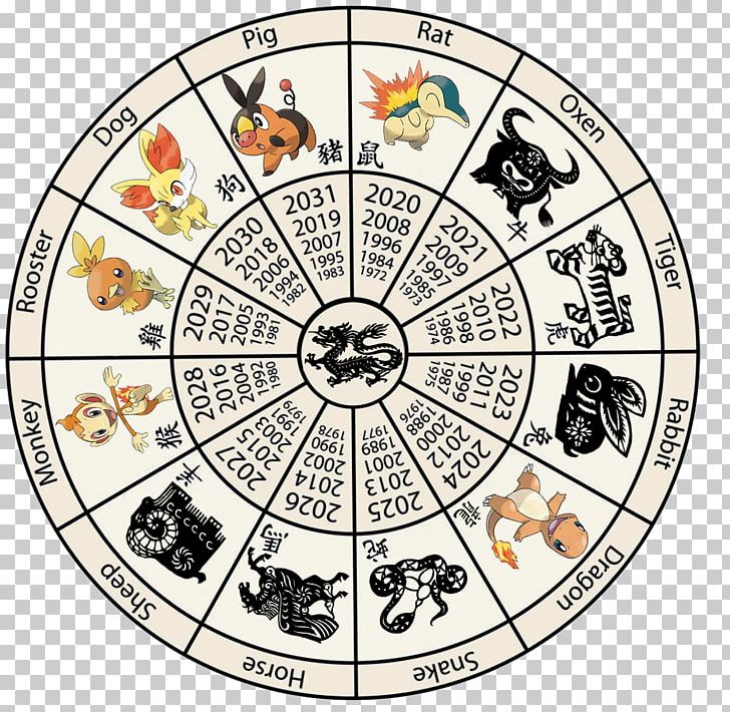 Rat
鼠
2020
2008
1996
1984
1972
Oxen
牛
2021
2009
1997
1985
1973
Tiger
虎
2022
2010
1998
1986
1974
Rabbit
兔
2023
2011
1999
1987
1975
Dragon
龍
2024
2012
2000
1988
1976
Snake
蛇
2025
2013
2001
1989
1977
Horse
馬
2026
2014
2002
1990
1978
Sheep
羊
2027
2015
2003
1991
1979
Monkey
猴
2028
2016
2004
1992
1980
Rooster
雞
2029
2017
2005
1993
1981
Dog
狗
2030
2018
2006
1994
1982
Pig
豬
2031
2019
2007
1995
1983